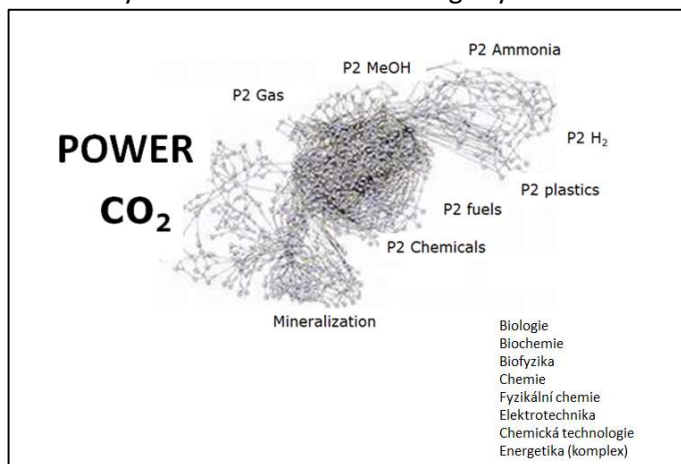 P2 Ammonia
P2 MeOH
P2 Gas
POWER
P2 H₂
P2 plastics
CO₂
P2 fuels
P2 Chemicals
Mineralization
Biologie
Biochemie
Biofyzika
Chemie
Fyzikální chemie
Elektrotechnika
Chemická technologie
Energetika (komplex)